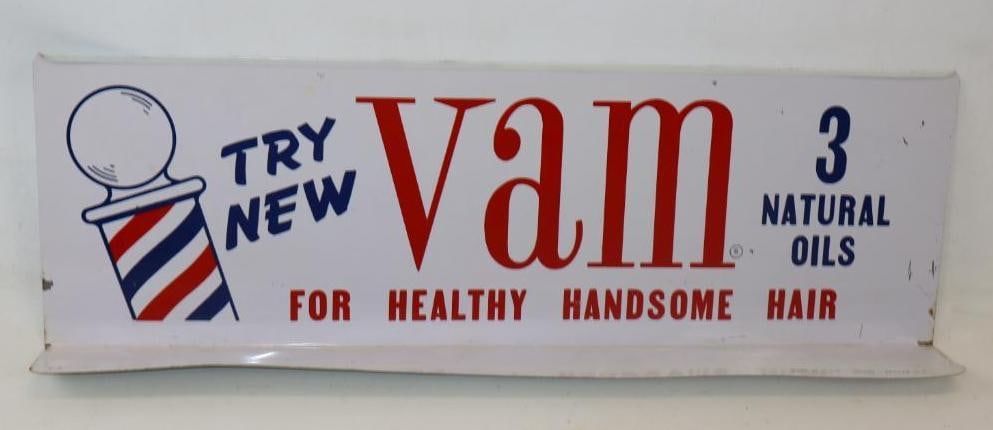 TRY
NEW
Vam®
3
NATURAL
OILS
FOR HEALTHY HANDSOME HAIR